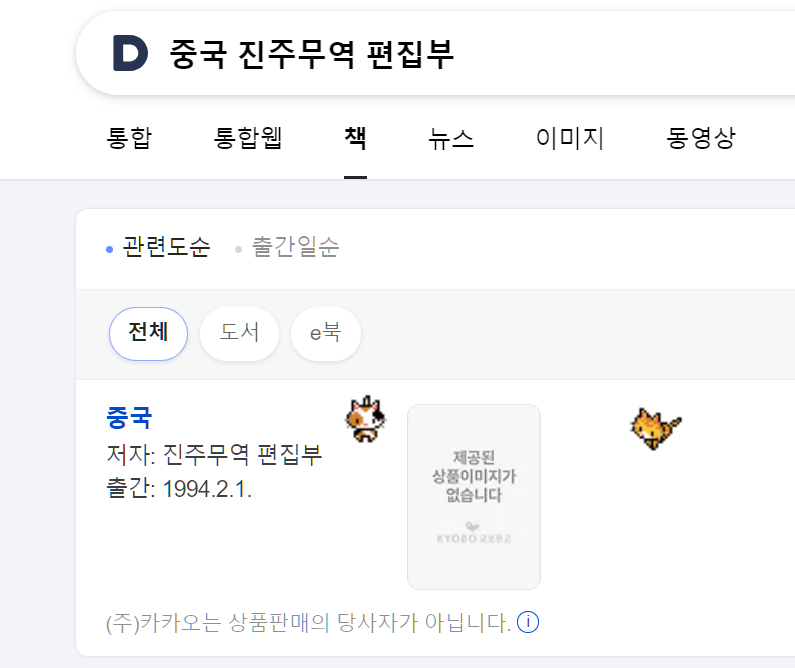 D 중국 진주무역 편집부
통합 통합웹 책 뉴스 이미지 동영상
관련도순 출간일순
전체 도서 e북
중국
저자: 진주무역 편집부
출간: 1994.2.1.
제공된
상품이미지가
없습니다
KYOBO 교보문고
(주)카카오는 상품판매의 당사자가 아닙니다. i